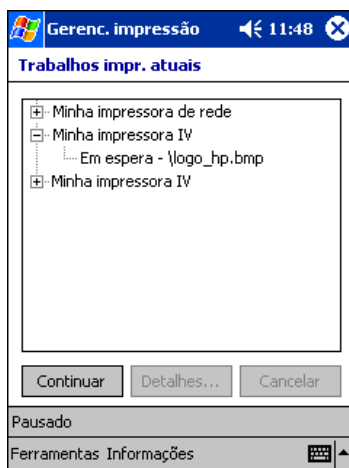 Gerenc. impressão 11:48
Trabalhos impr. atuais
Minha impressora de rede
Minha impressora IV
Em espera - \logo_hp.bmp
Minha impressora IV
Continuar Detalhes... Cancelar
Pausado
Ferramentas Informações